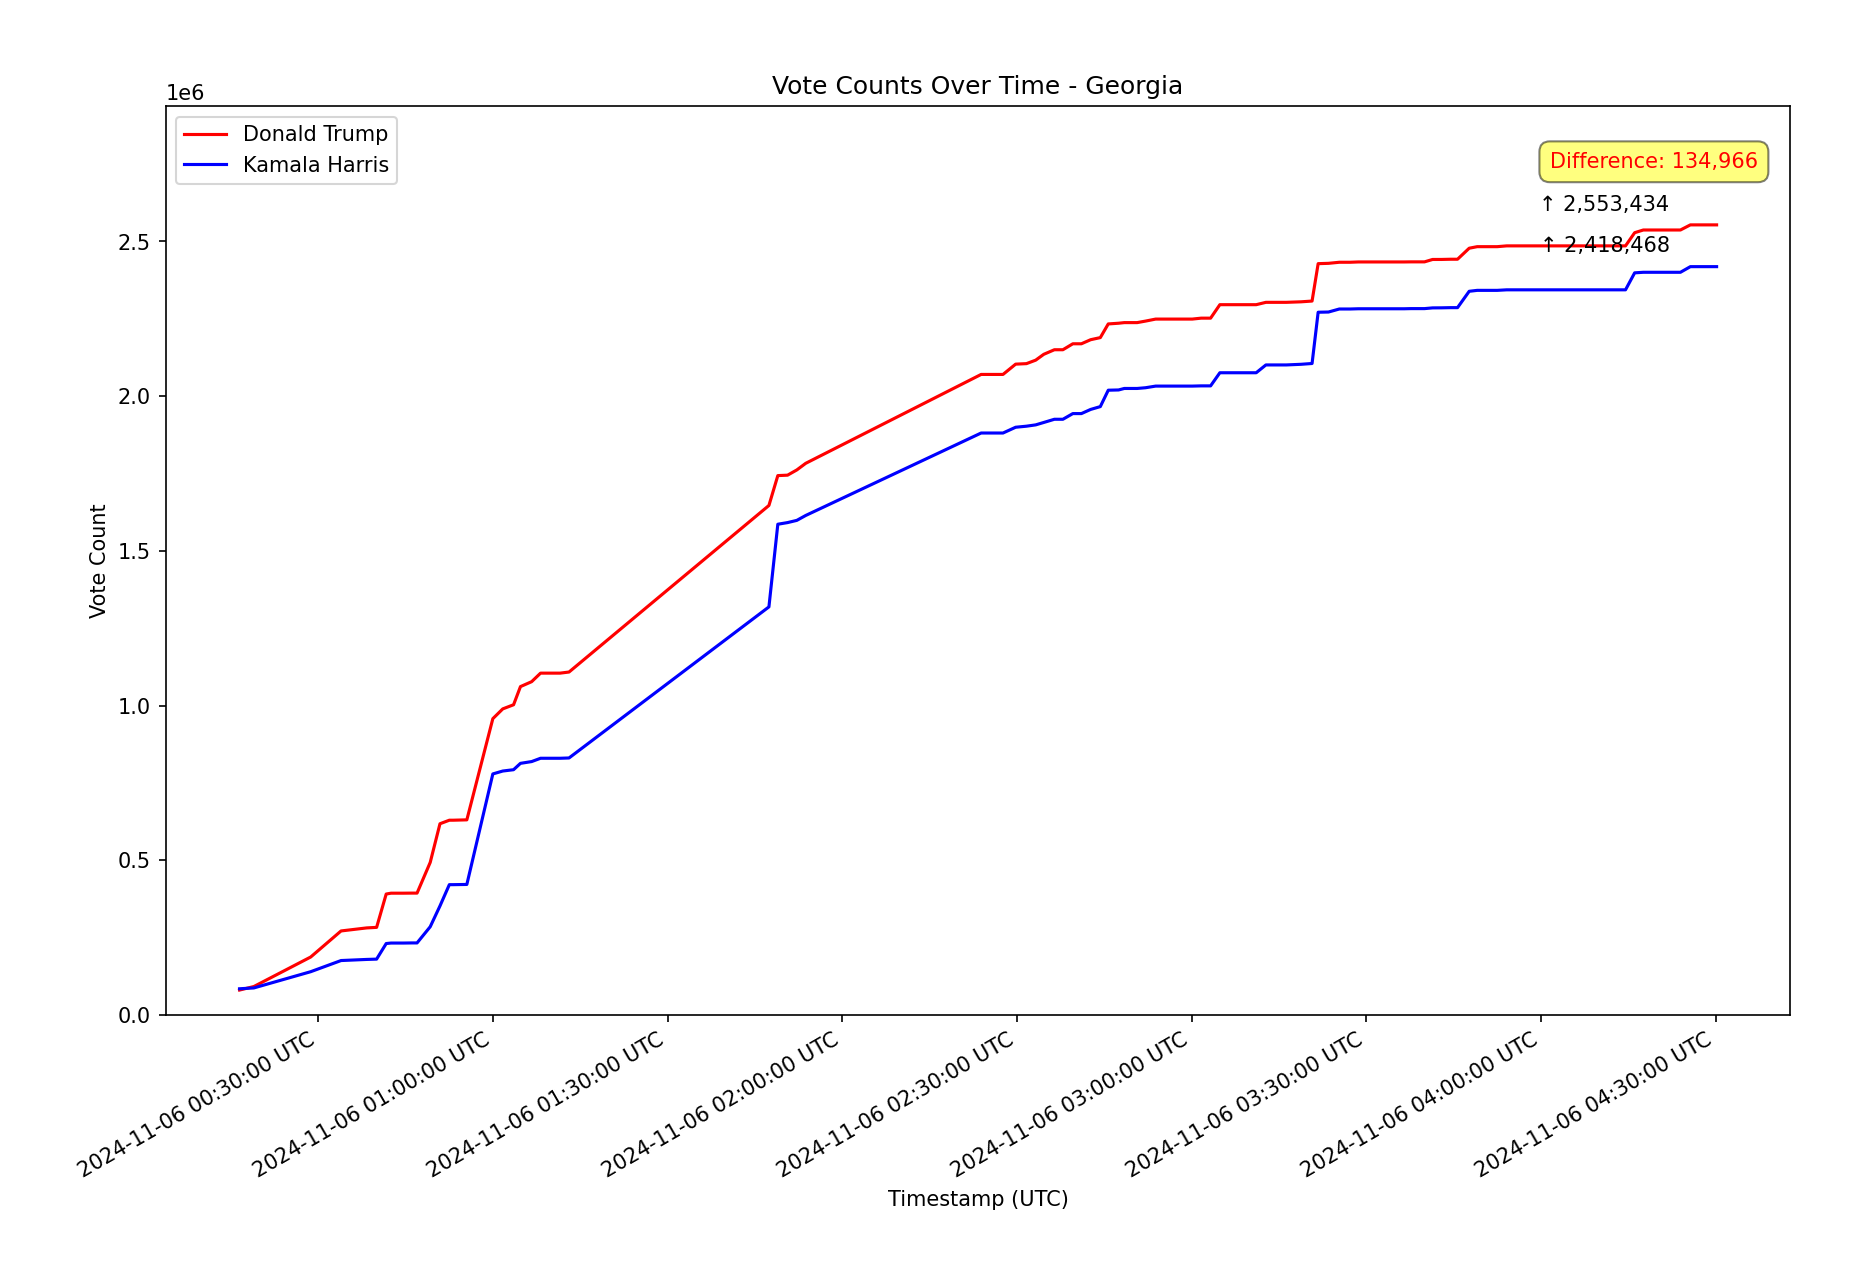 Vote Counts Over Time - Georgia
1e6
Donald Trump
Kamala Harris
Difference: 134,966
↑ 2,553,434
↑ 2,418,468
2.5
2.0
1.5
1.0
0.5
0.0
Vote Count
2024-11-06 00:30:00 UTC
2024-11-06 01:00:00 UTC
2024-11-06 01:30:00 UTC
2024-11-06 02:00:00 UTC
2024-11-06 02:30:00 UTC
2024-11-06 03:00:00 UTC
2024-11-06 03:30:00 UTC
2024-11-06 04:00:00 UTC
2024-11-06 04:30:00 UTC
Timestamp (UTC)